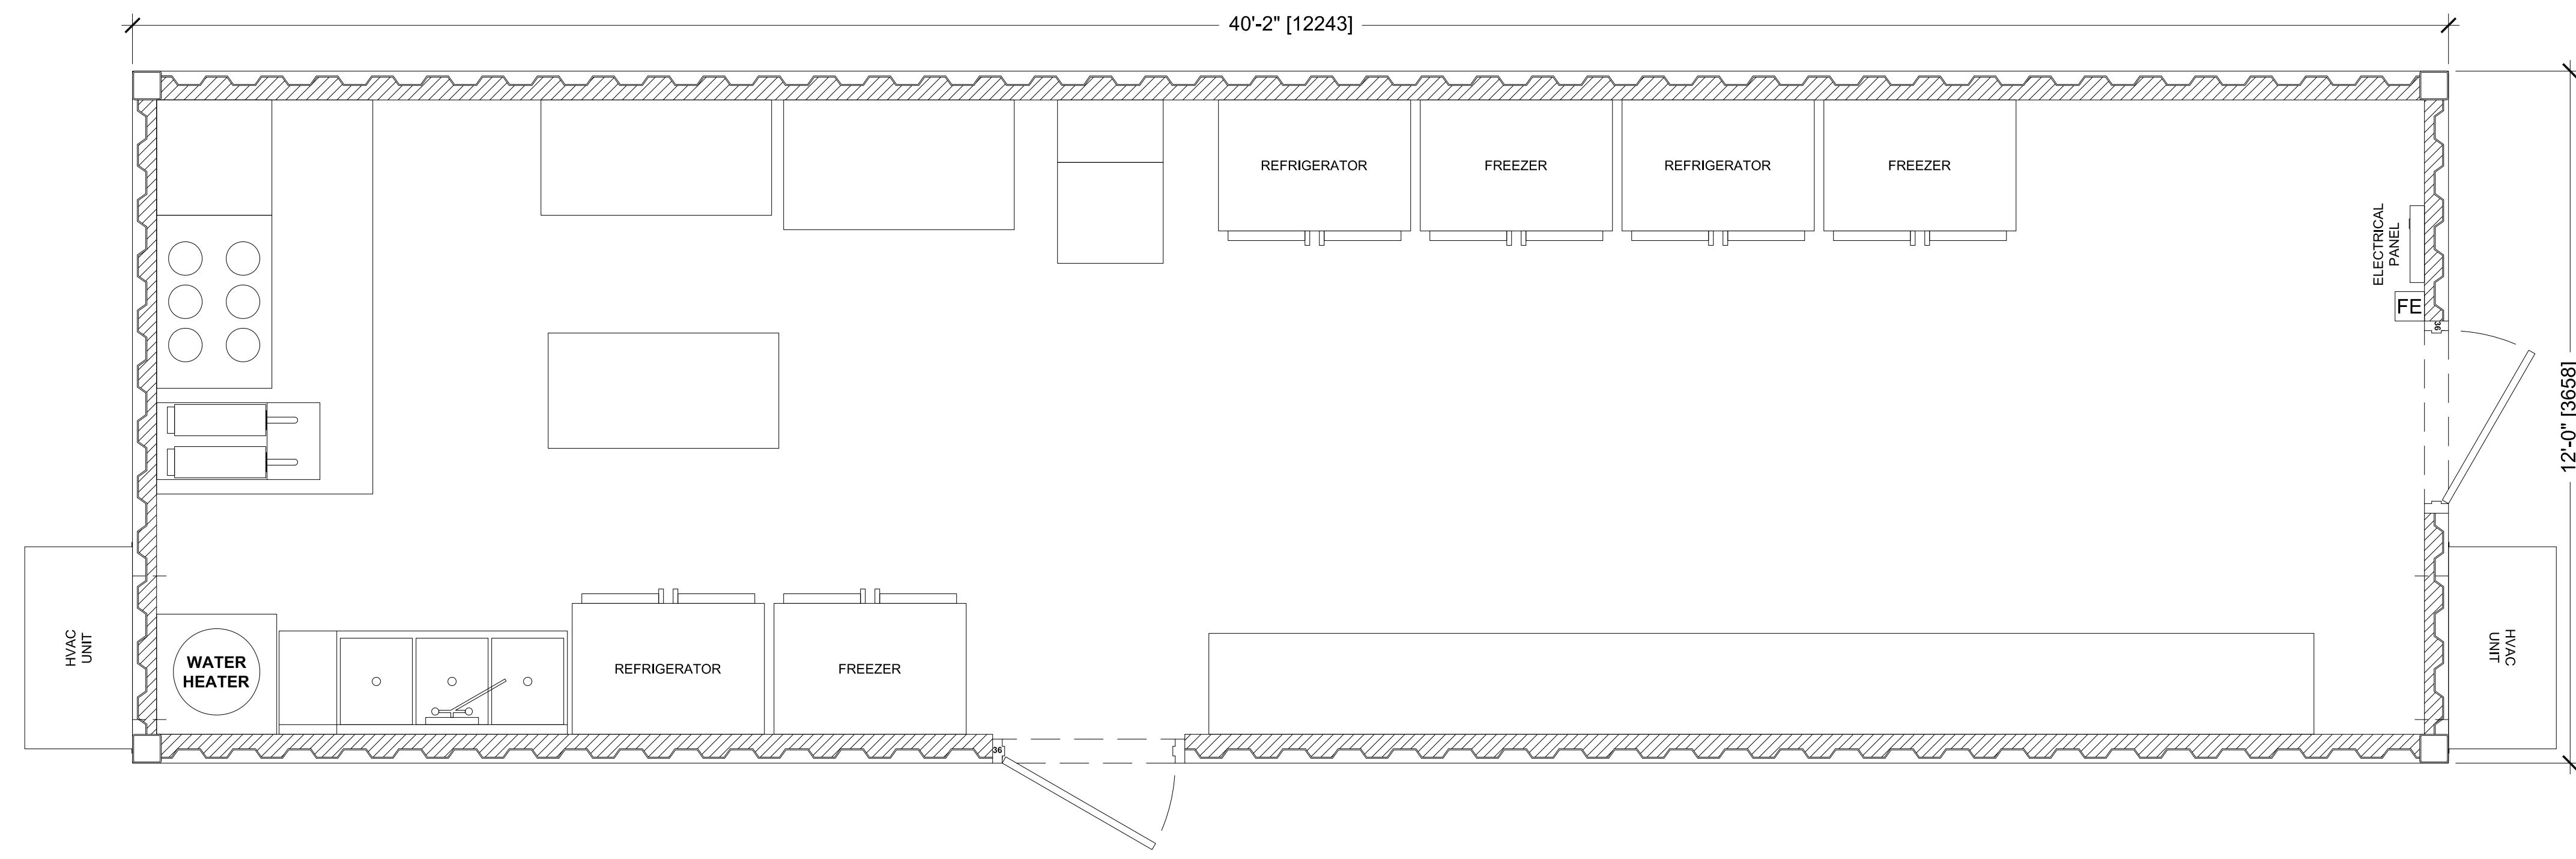 40'-2" [12243]
REFRIGERATOR
FREEZER
REFRIGERATOR
FREEZER
ELECTRICAL
PANEL
FE
36
12'-0" [3658]
HVAC
UNIT
WATER
HEATER
REFRIGERATOR
FREEZER
HVAC
UNIT
36